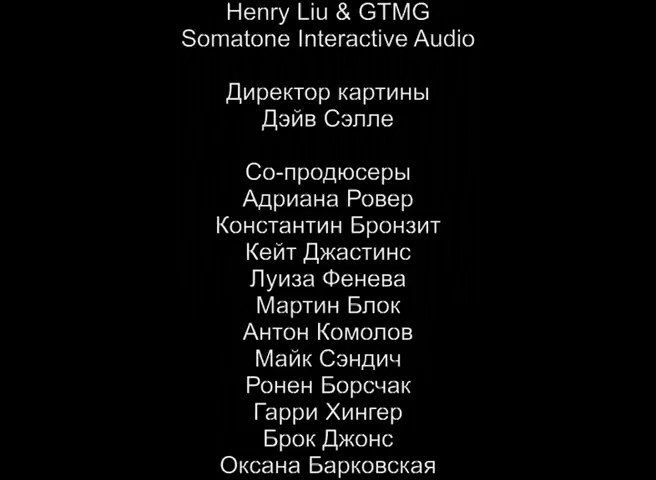 Henry Liu & GTMG
Somatone Interactive Audio
Директор картины
Дэйв Сэлле
Со-продюсеры
Адриана Ровер
Константин Бронзит
Кейт Джастинс
Луиза Фенева
Мартин Блок
Антон Комолов
Майк Сэндич
Ронен Борсчак
Гарри Хингер
Брок Джонс
Оксана Барковская